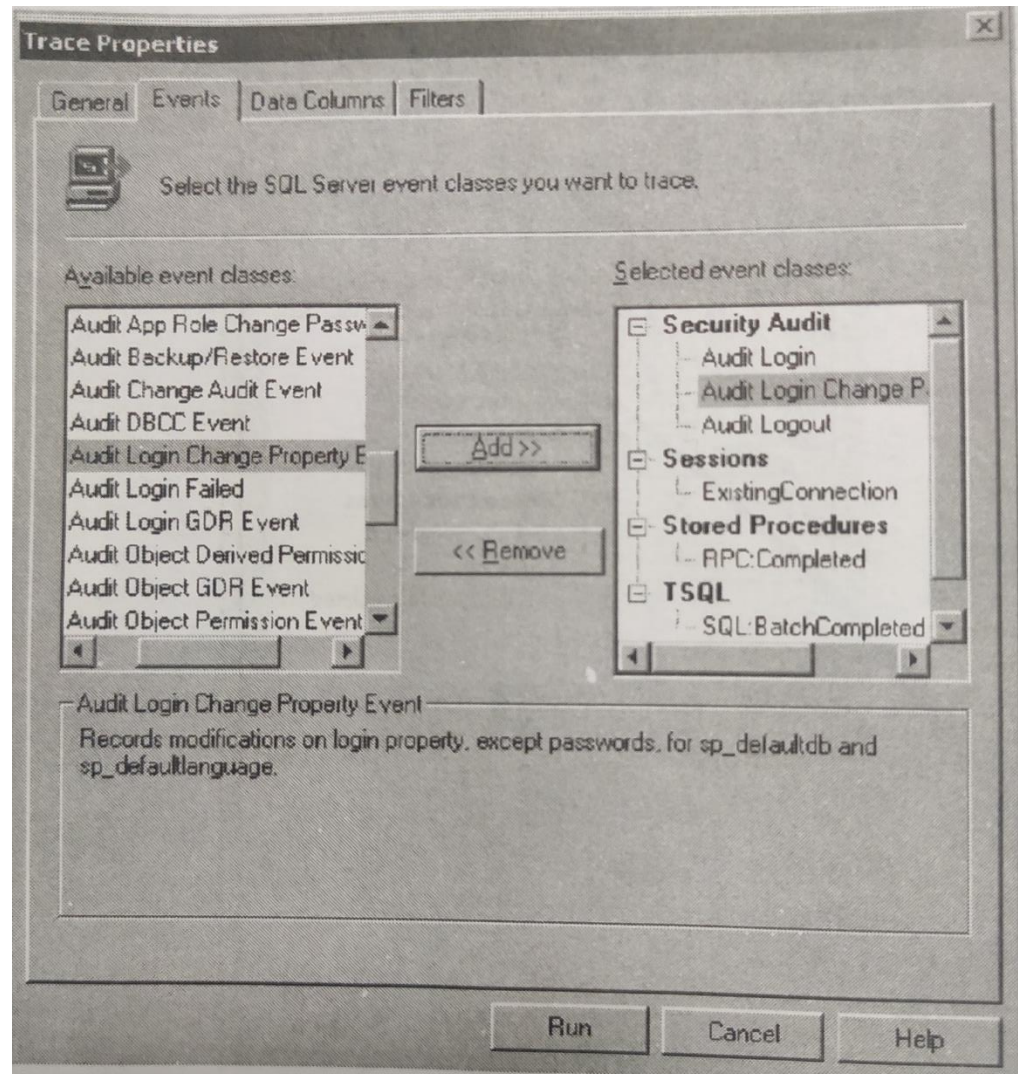 Trace Properties
General Events Data Columns Filters
Select the SQL Server event classes you want to trace.
Available event classes:
Audit App Role Change Passw
Audit Backup/Restore Event
Audit Change Audit Event
Audit DBCC Event
Audit Login Change Property E
Audit Login Failed
Audit Login GDR Event
Audit Object Derived Permissic
Audit Object GDR Event
Audit Object Permission Event
Add >>
<< Remove
Selected event classes:
Security Audit
Audit Login
Audit Login Change P
Audit Logout
Sessions
ExistingConnection
Stored Procedures
RPC:Completed
TSQL
SQL:BatchCompleted
Audit Login Change Property Event
Records modifications on login property, except passwords, for sp_defaultdb and
sp_defaultlanguage.
Run Cancel Help